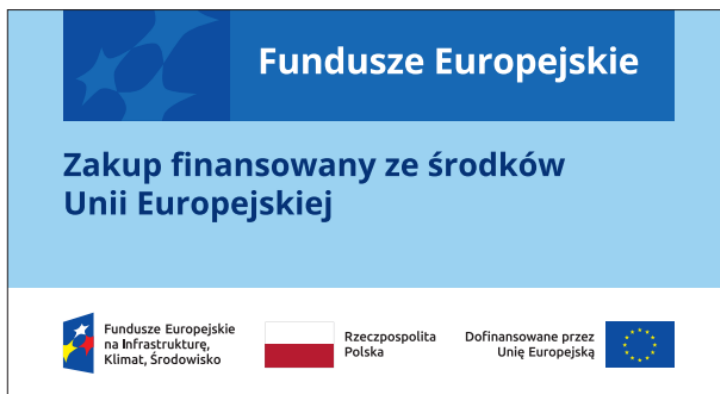 Fundusze Europejskie
Zakup finansowany ze środków
Unii Europejskiej
Fundusze Europejskie
na Infrastrukturę,
Klimat, Środowisko
Rzeczpospolita
Polska
Dofinansowane przez
Unię Europejską